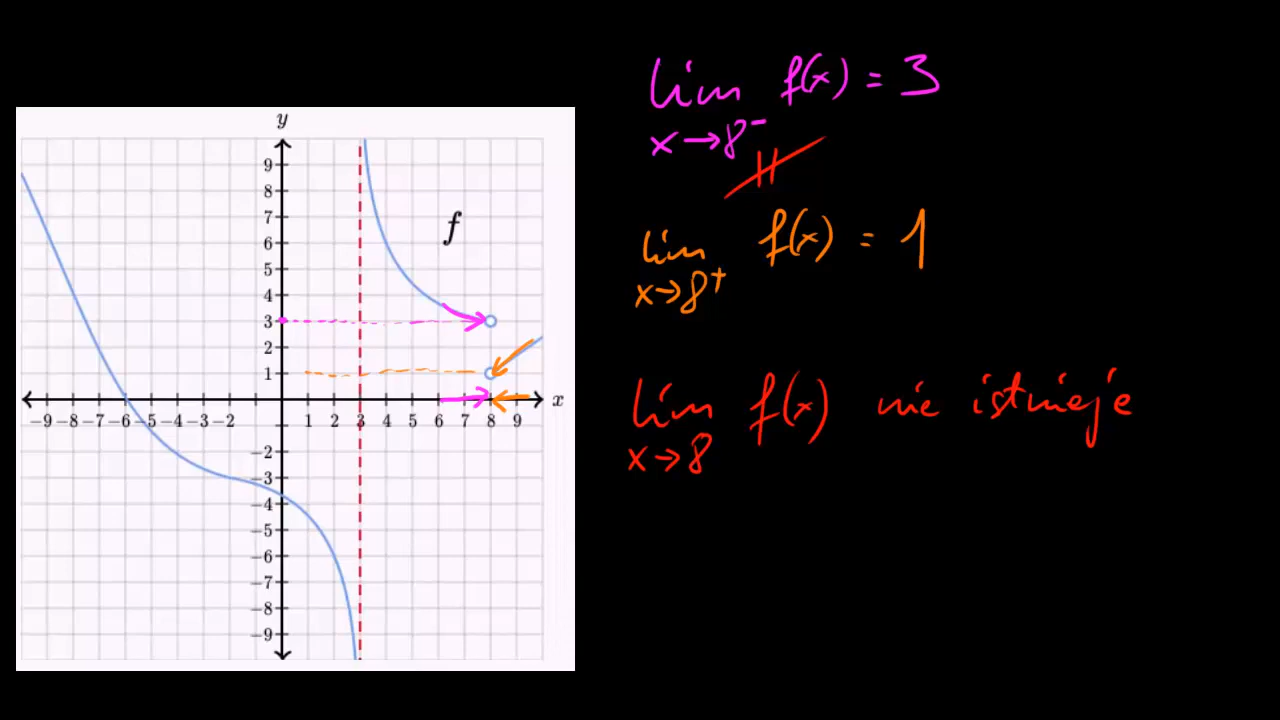 y
9
8
7
6
5
4
3
2
1
f
-9 -8 -7 -6 -5 -4 -3 -2 1 2 3 4 5 6 7 8 9 x
-2
-3
-4
-5
-6
-7
-8
-9
lim f(x) = 3
x→8⁻
lim f(x) = 1
x→8⁺
lim f(x) nie istnieje
x→8